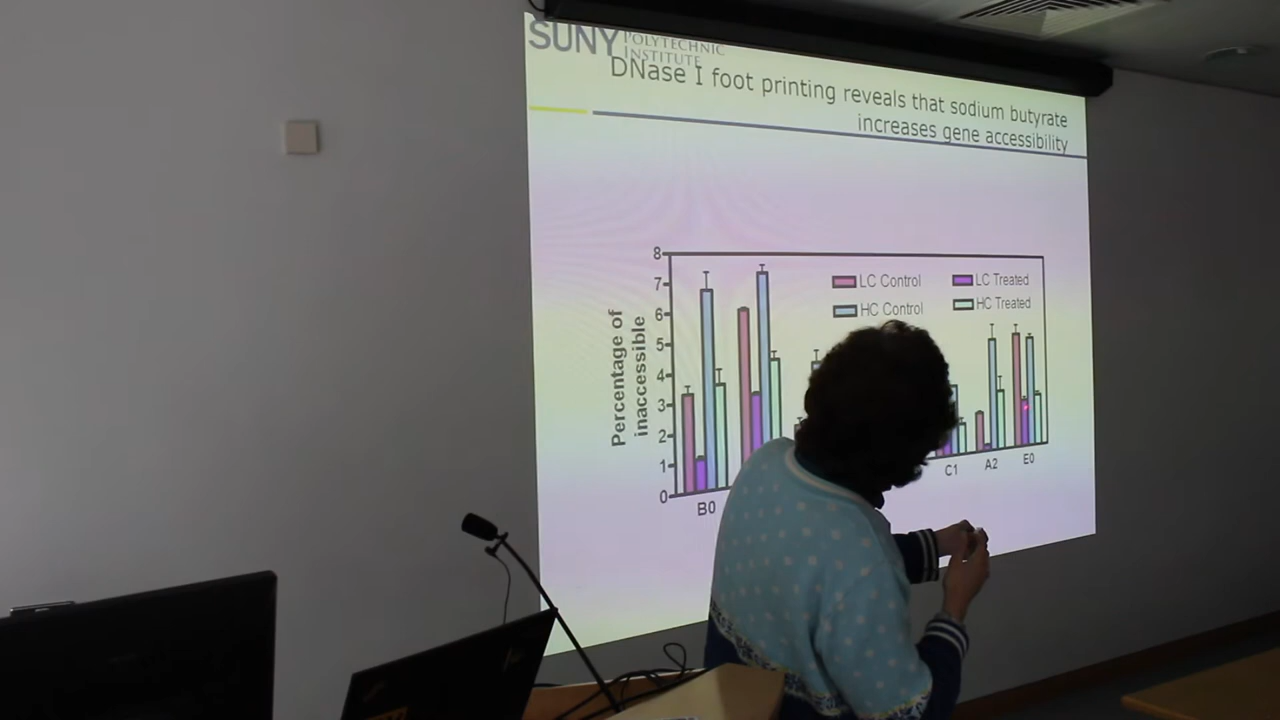 SUNY POLYTECHNIC
INSTITUTE
DNase I foot printing reveals that sodium butyrate
increases gene accessibility
8
7
6
5
4
3
2
1
0
Percentage of
inaccessible
LC Control
LC Treated
HC Control
HC Treated
B0
C1
A2
E0